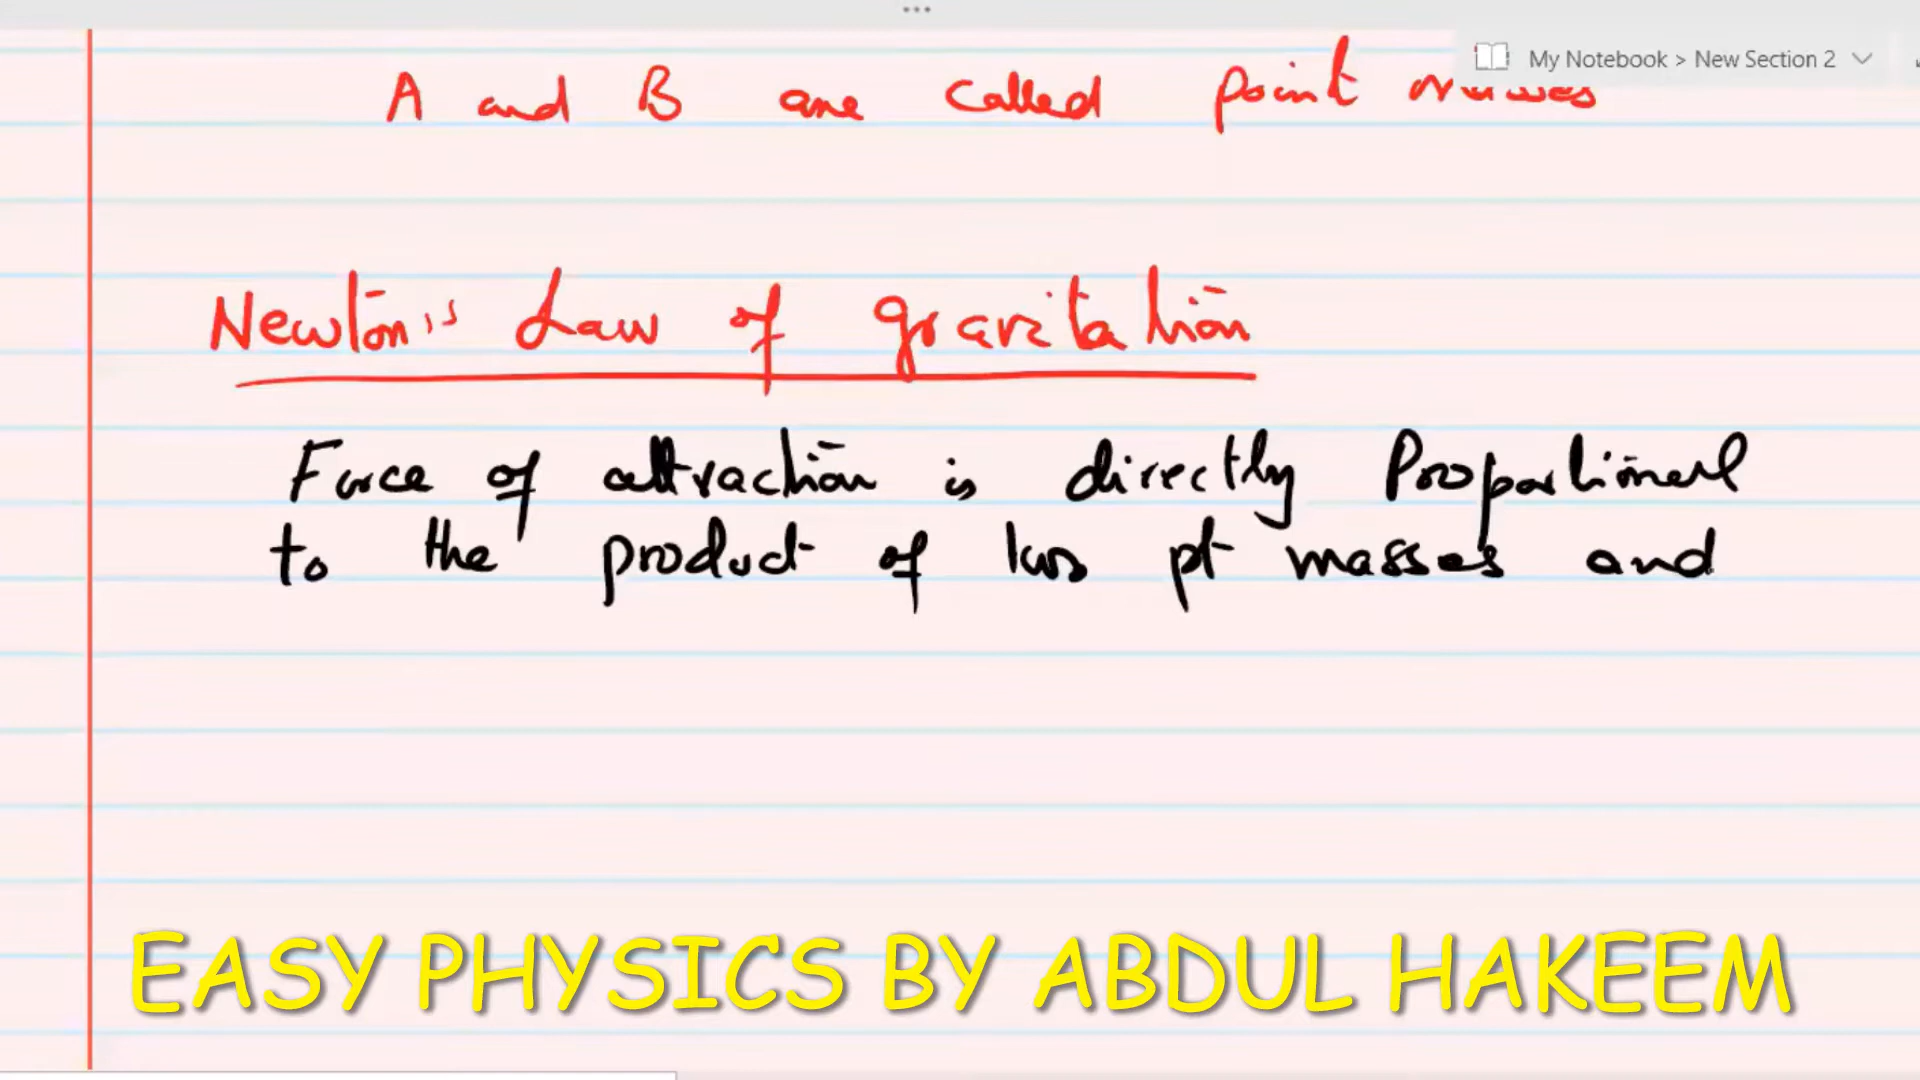 My Notebook > New Section 2
A and B are called point masses
Newton's Law of gravitation
Force of attraction is directly Proportional
to the product of two pt masses and
EASY PHYSICS BY ABDUL HAKEEM